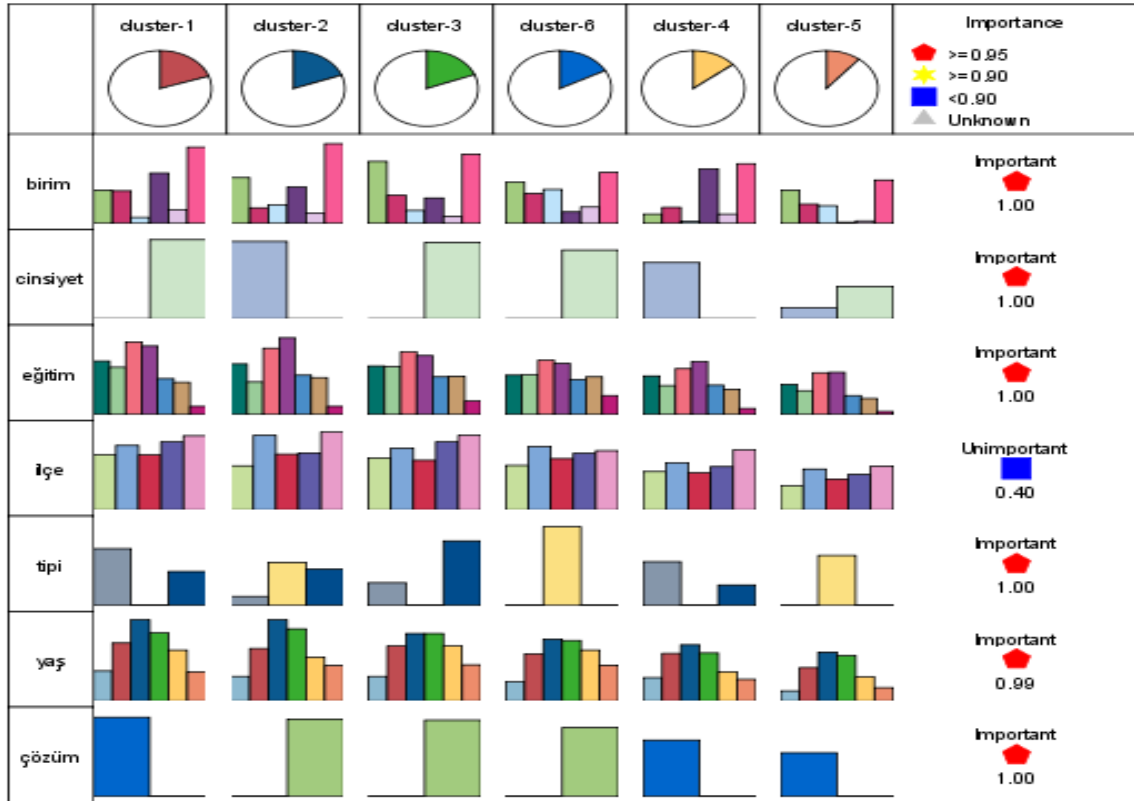 cluster-1 cluster-2 cluster-3 cluster-6 cluster-4 cluster-5 Importance
>=0.95
>=0.90
<0.90
Unknown
birim Important
1.00
cinsiyet Important
1.00
eğitim Important
1.00
ilçe Unimportant
0.40
tipi Important
1.00
yaş Important
0.99
çözüm Important
1.00